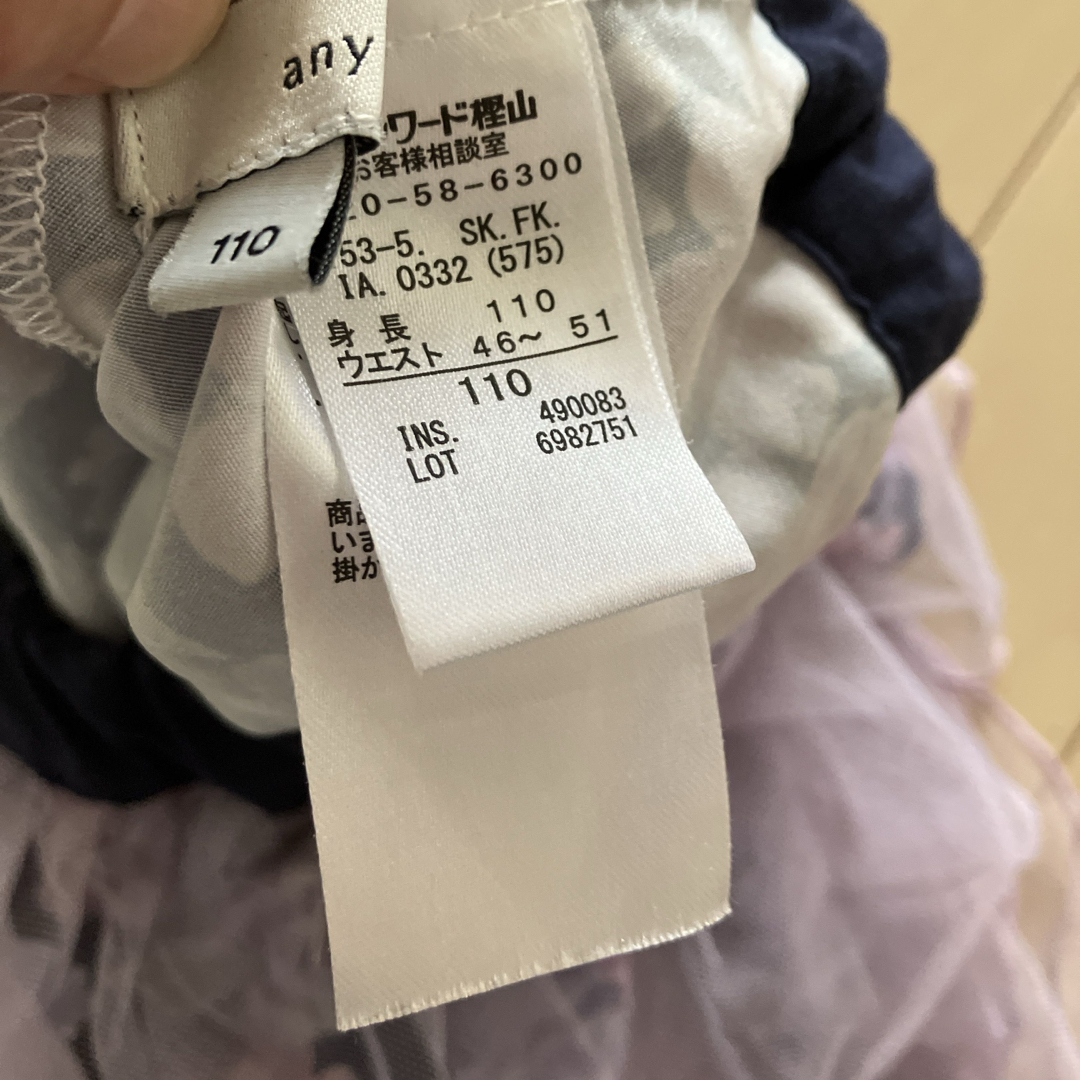 any
110
ワード樫山
お客様相談室
0-58-6300
53-5. SK.FK.
IA.0332 (575)
身長 110
ウエスト 46〜 51
110
INS. 490083
LOT 6982751
商
いま
掛か